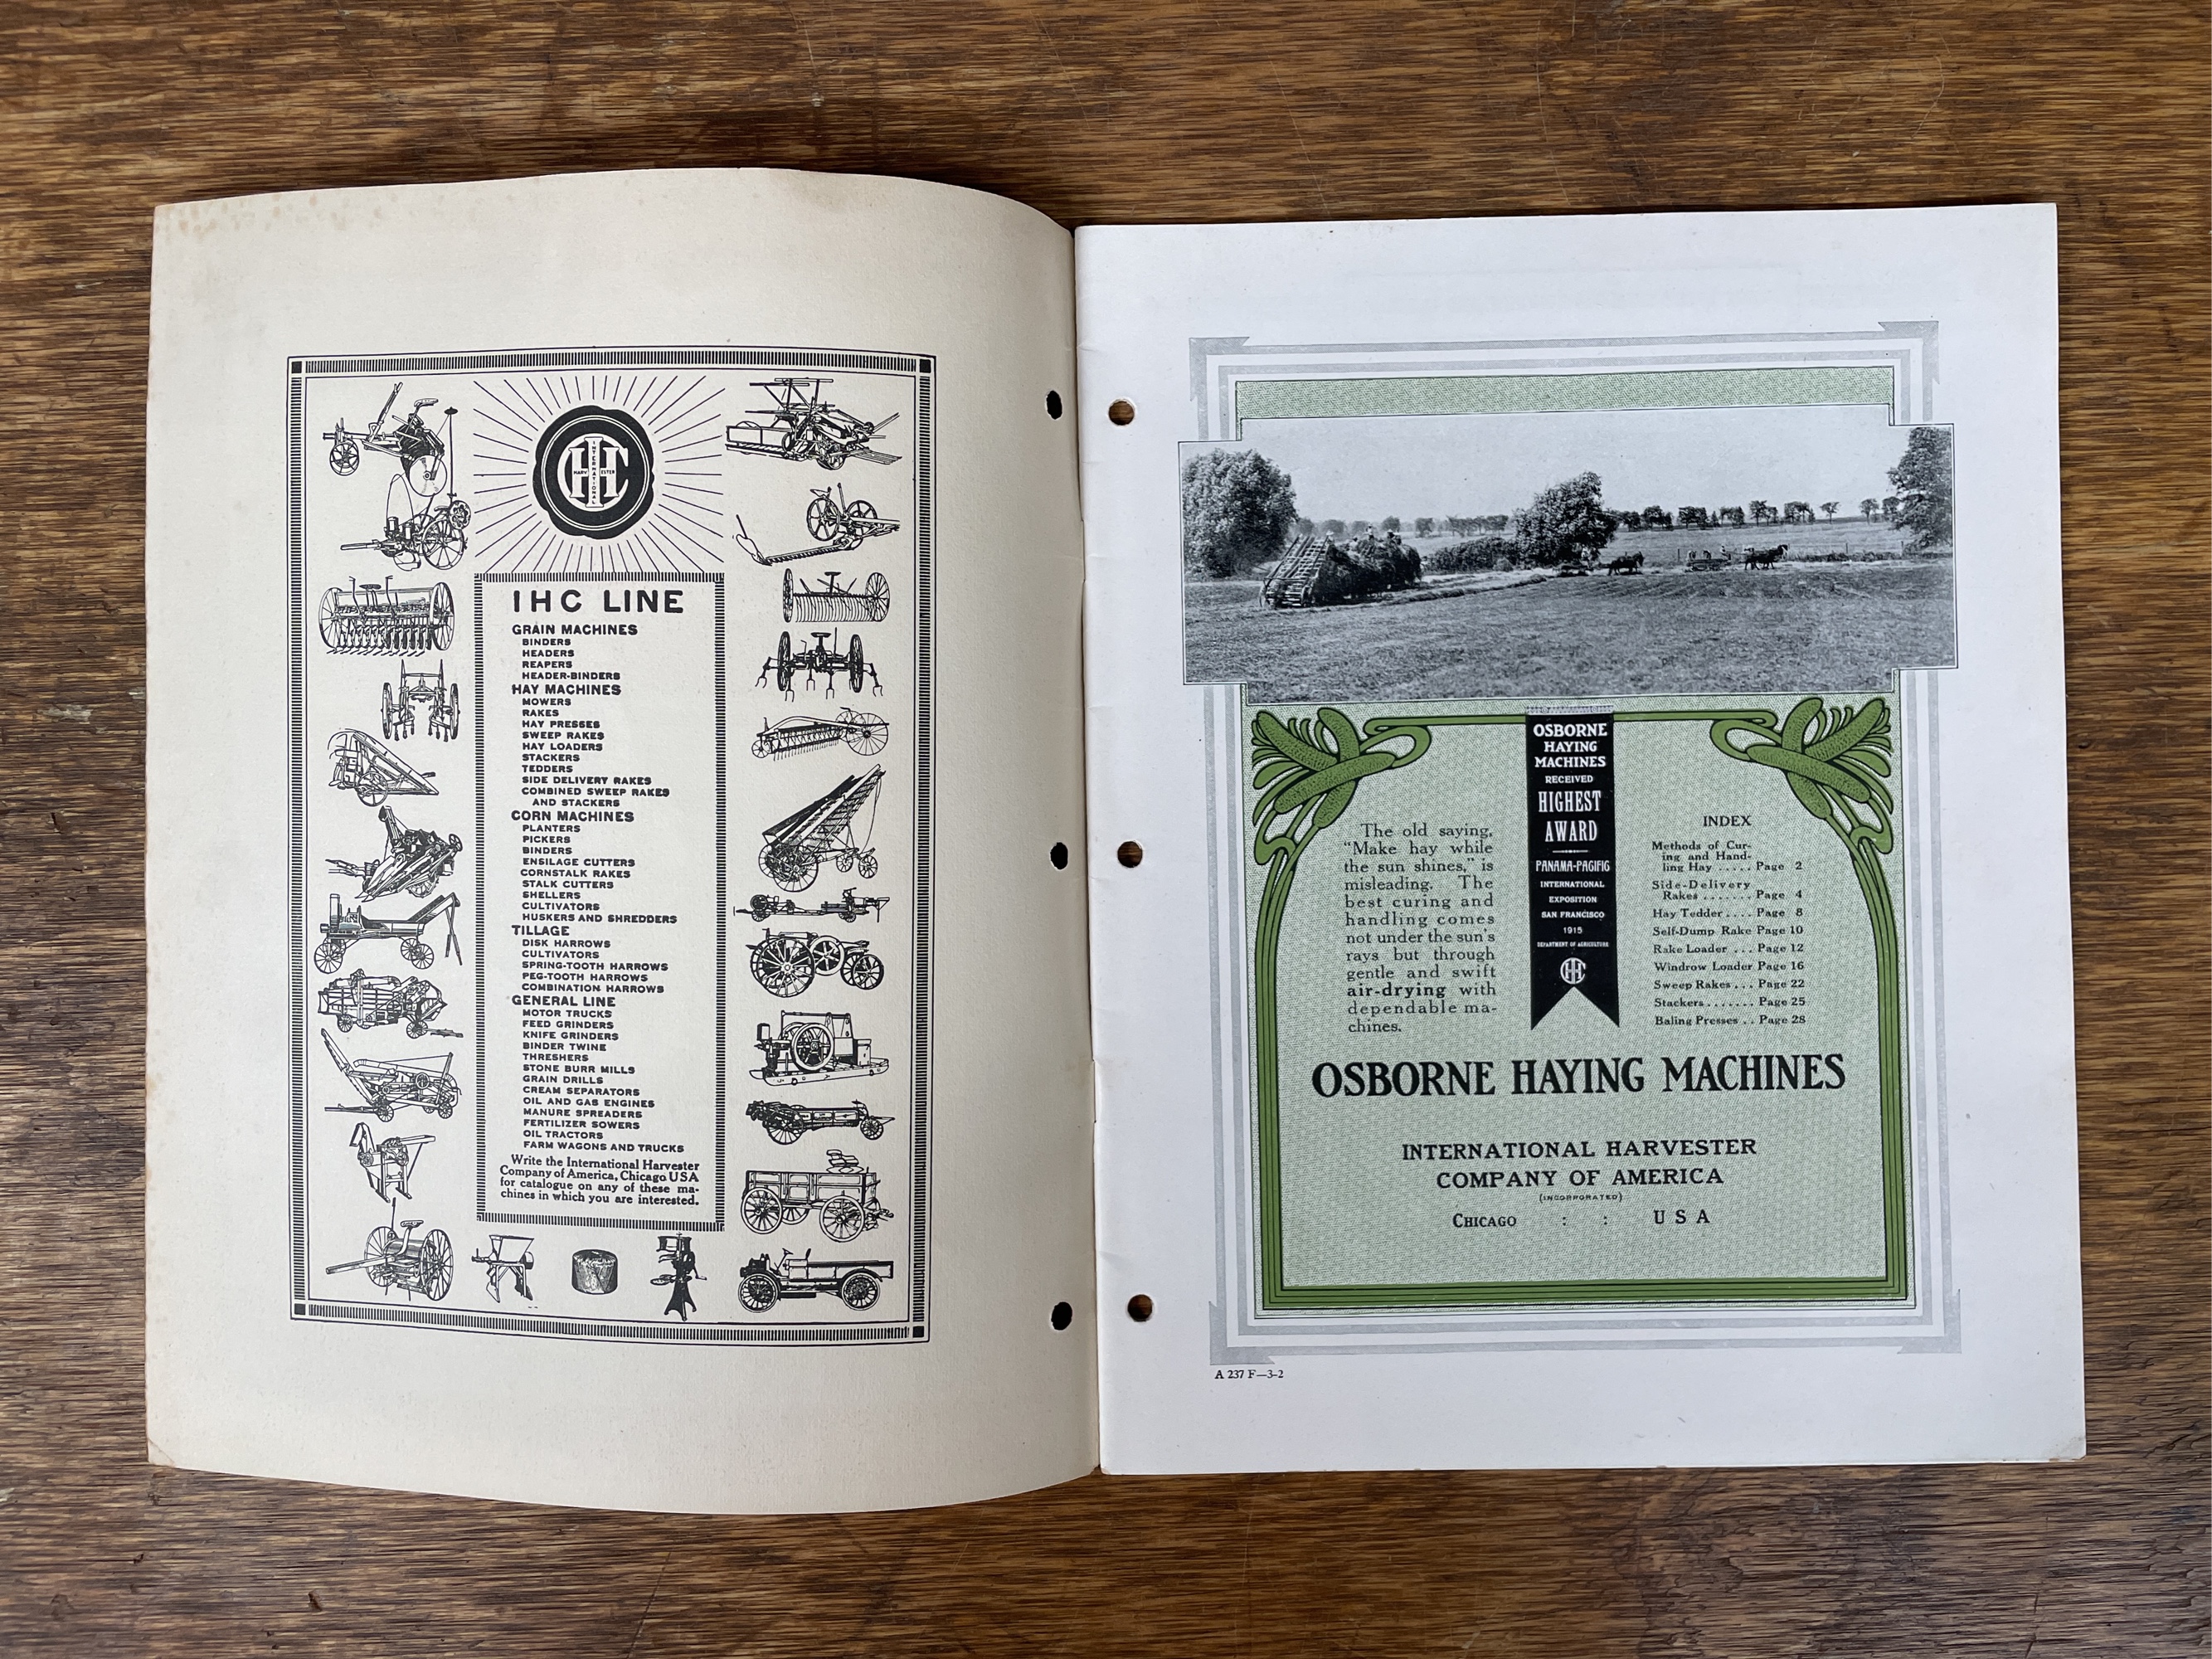 INTERNATIONAL
HARVESTER
IHC LINE
GRAIN MACHINES
BINDERS
HEADERS
REAPERS
HEADER-BINDERS
HAY MACHINES
MOWERS
RAKES
HAY PRESSES
SWEEP RAKES
HAY LOADERS
STACKERS
TEDDERS
SIDE DELIVERY RAKES
COMBINED SWEEP RAKES
AND STACKERS
CORN MACHINES
PLANTERS
PICKERS
BINDERS
ENSILAGE CUTTERS
CORNSTALK RAKES
STALK CUTTERS
SHELLERS
CULTIVATORS
HUSKERS AND SHREDDERS
TILLAGE
DISK HARROWS
CULTIVATORS
SPRING-TOOTH HARROWS
PEG-TOOTH HARROWS
COMBINATION HARROWS
GENERAL LINE
MOTOR TRUCKS
FEED GRINDERS
KNIFE GRINDERS
BINDER TWINE
THRESHERS
STONE BURR MILLS
GRAIN DRILLS
CREAM SEPARATORS
OIL AND GAS ENGINES
MANURE SPREADERS
FERTILIZER SOWERS
OIL TRACTORS
FARM WAGONS AND TRUCKS
Write the International Harvester
Company of America, Chicago USA
for catalogue on any of these ma-
chines in which you are interested.
The old saying,
"Make hay while
the sun shines," is
misleading. The
best curing and
handling comes
not under the sun's
rays but through
gentle and swift
air-drying with
dependable ma-
chines.
OSBORNE
HAYING
MACHINES
RECEIVED
HIGHEST
AWARD
PANAMA-PACIFIC
INTERNATIONAL
EXPOSITION
SAN FRANCISCO
1915
DEPARTMENT OF AGRICULTURE
IHC
INDEX
Methods of Cur-
ing and Hand-
ling Hay ..... Page 2
Side-Delivery
Rakes ....... Page 4
Hay Tedder .... Page 8
Self-Dump Rake Page 10
Rake Loader ... Page 12
Windrow Loader Page 16
Sweep Rakes ... Page 22
Stackers ....... Page 25
Baling Presses .. Page 28
OSBORNE HAYING MACHINES
INTERNATIONAL HARVESTER
COMPANY OF AMERICA
(INCORPORATED)
CHICAGO : : USA
A 237 F—3-2